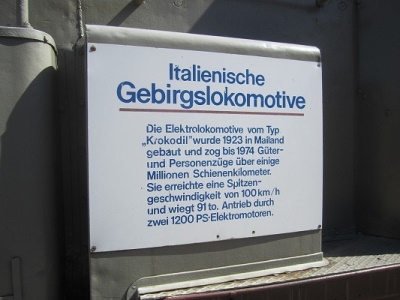 Italienische
Gebirgslokomotive
Die Elektrolokomotive vom Typ
„Krokodil" wurde 1923 in Mailand
gebaut und zog bis 1974 Güter-
und Personenzüge über einige
Millionen Schienenkilometer.
Sie erreichte eine Spitzen-
geschwindigkeit von 100 km/h
und wiegt 91 to. Antrieb durch
zwei 1200 PS-Elektromotoren.